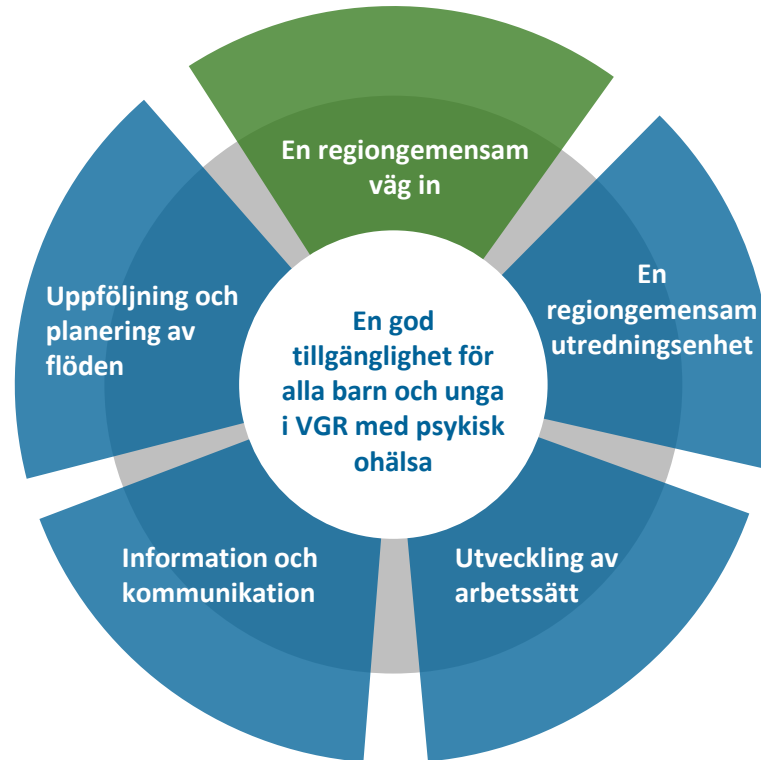 En regiongemensam
väg in
En
regiongemensam
utredningsenhet
Utveckling av
arbetssätt
Information och
kommunikation
Uppföljning och
planering av
flöden
En god
tillgänglighet för
alla barn och unga
i VGR med psykisk
ohälsa